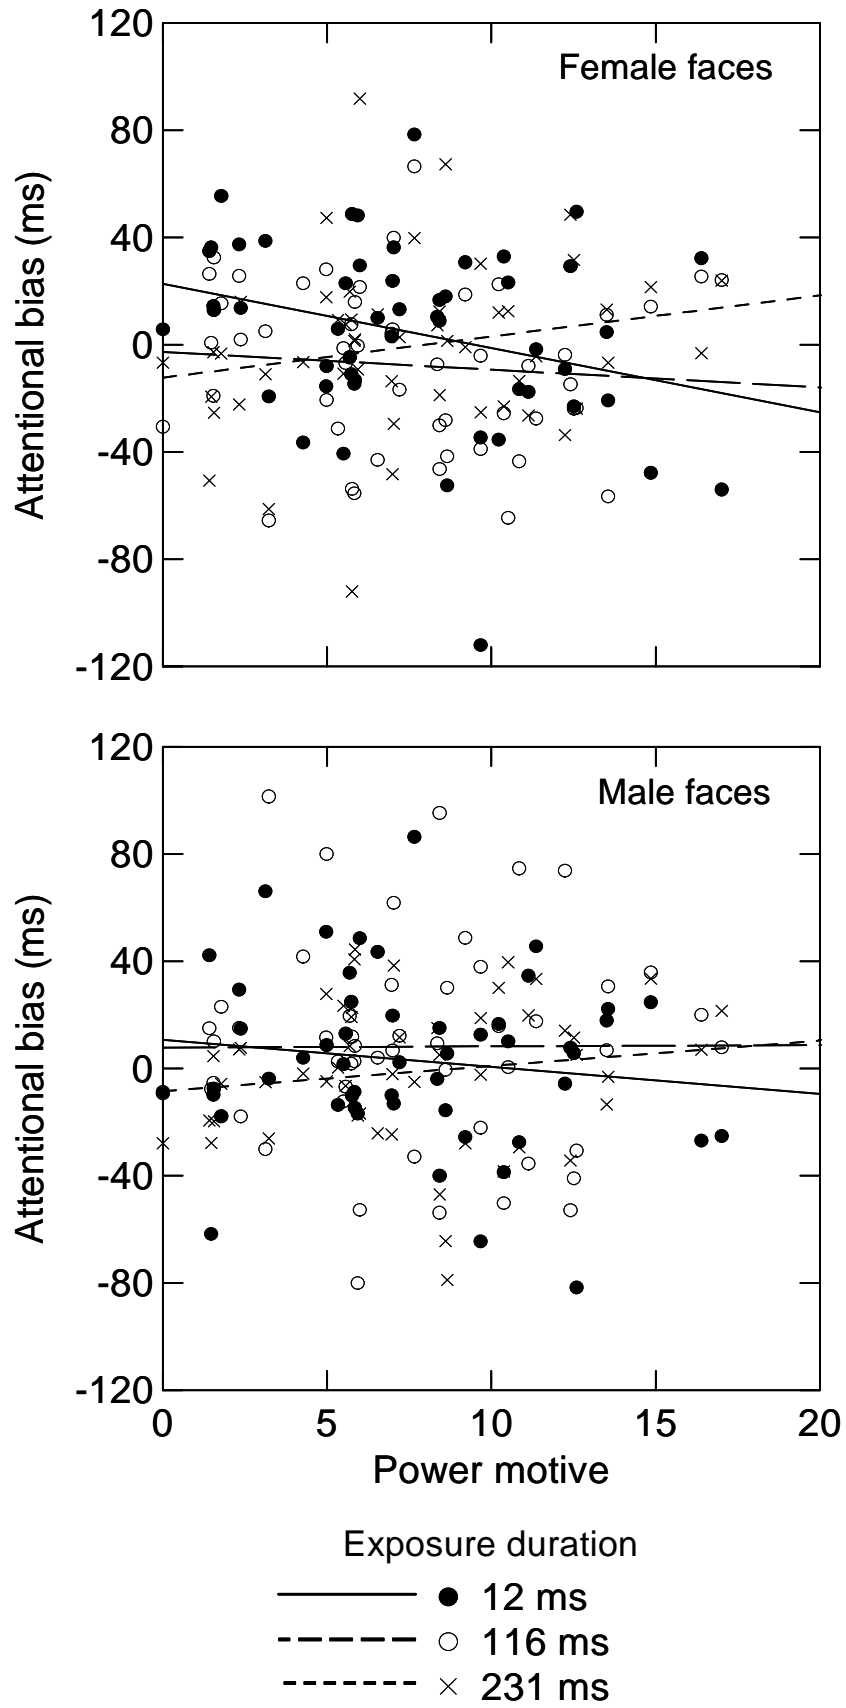 120
80
40
0
-40
-80
-120
Attentional bias (ms)
Female faces
120
80
40
0
-40
-80
-120
Attentional bias (ms)
Male faces
0 5 10 15 20
Power motive
Exposure duration
12 ms
116 ms
231 ms